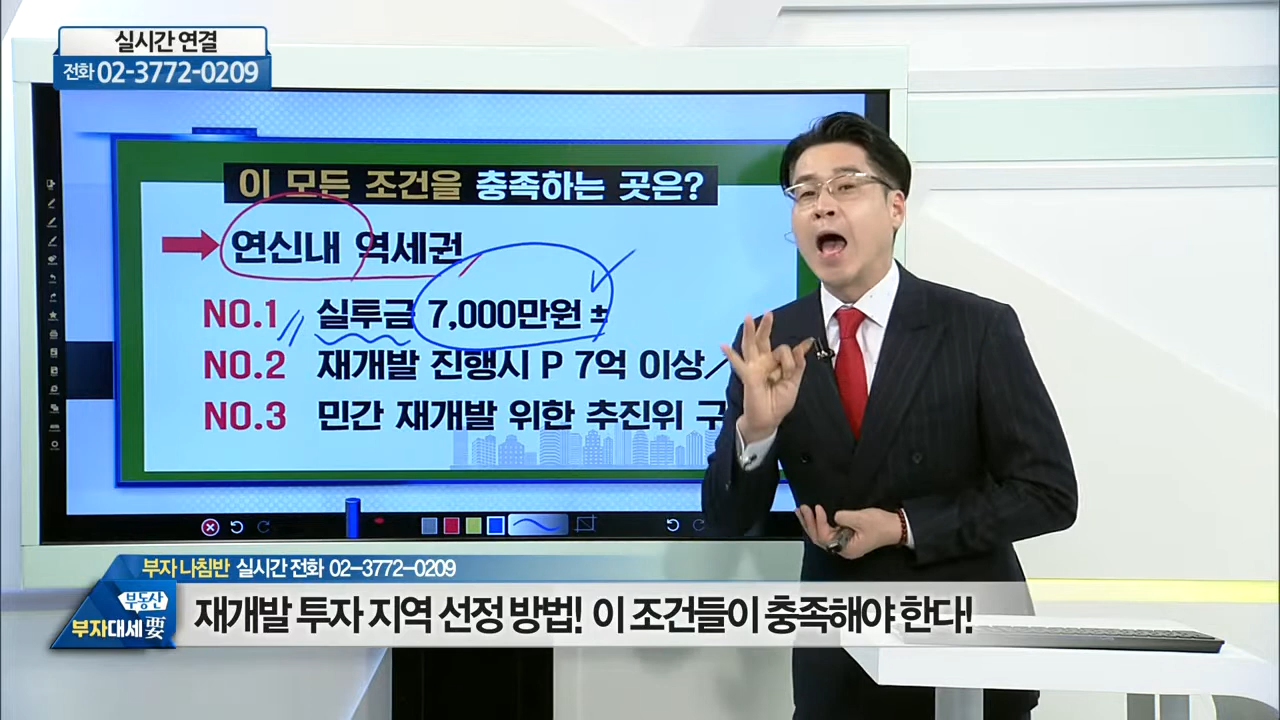 실시간 연결
전화 02-3772-0209
이 모든 조건을 충족하는 곳은?
연신내 역세권
NO.1 실투금 7,000만원 ±
NO.2 재개발 진행시 P 7억 이상
NO.3 민간 재개발 위한 추진위 구
부자 나침반 실시간 전화 02-3772-0209
부동산
부자대세 要
재개발 투자 지역 선정 방법! 이 조건들이 충족해야 한다!